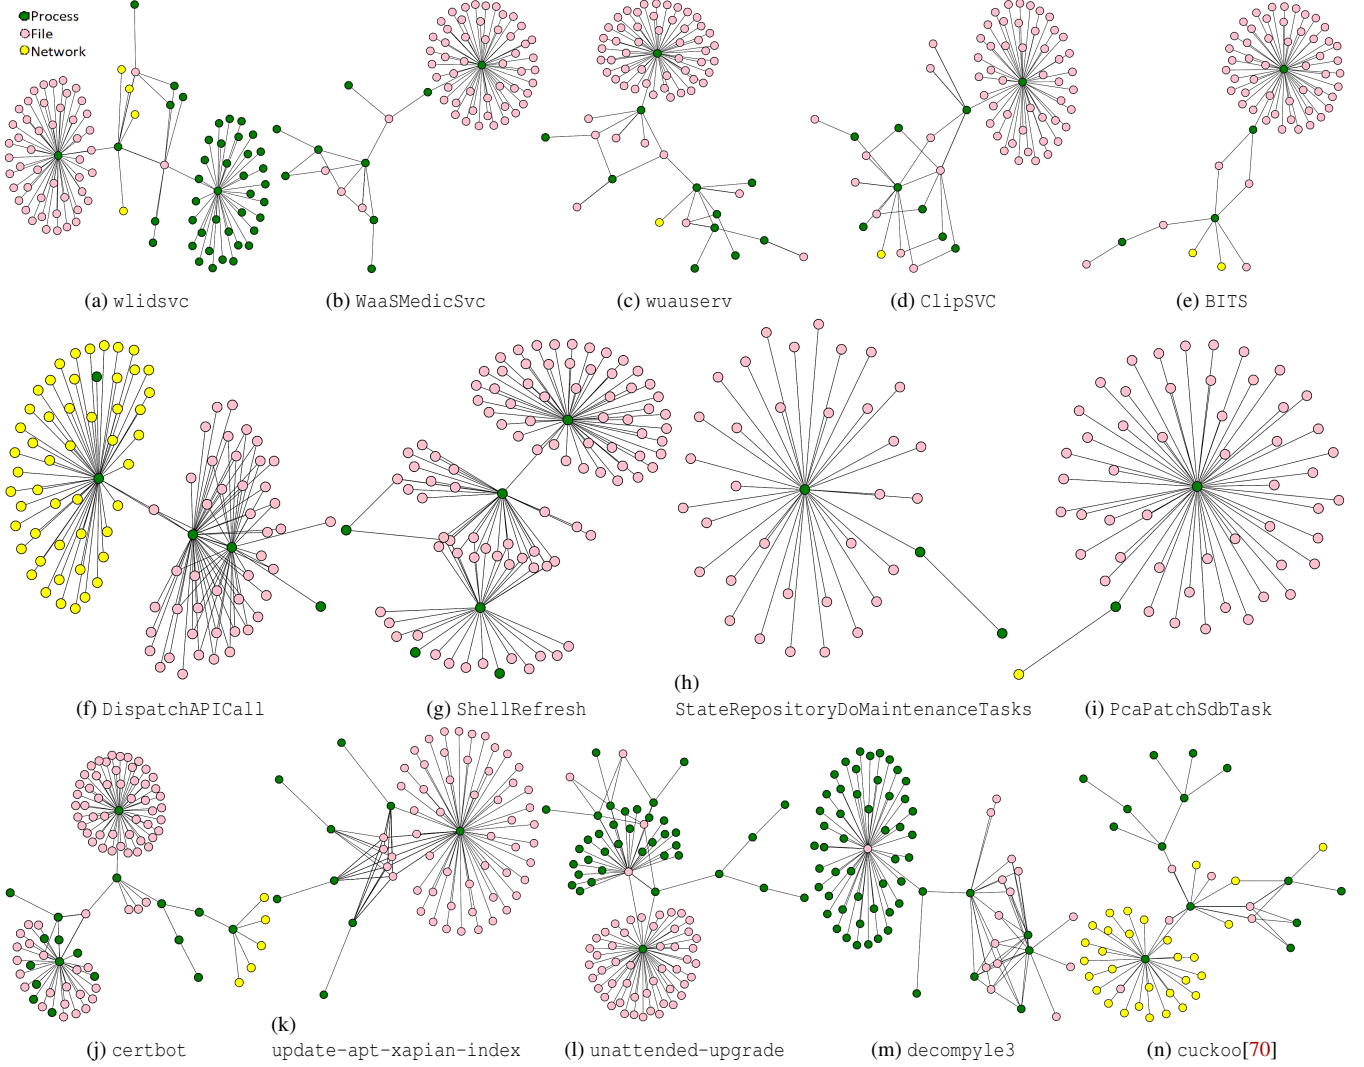 Process
File
Network
(a) wlidsvc
(b) WaaSMedicSvc
(c) wuauserv
(d) ClipSVC
(e) BITS
(f) DispatchAPICall
(g) ShellRefresh
(h)
StateRepositoryDoMaintenanceTasks
(i) PcaPatchSdbTask
(j) certbot
(k)
update-apt-xapian-index
(l) unattended-upgrade
(m) decompyle3
(n) cuckoo[70]